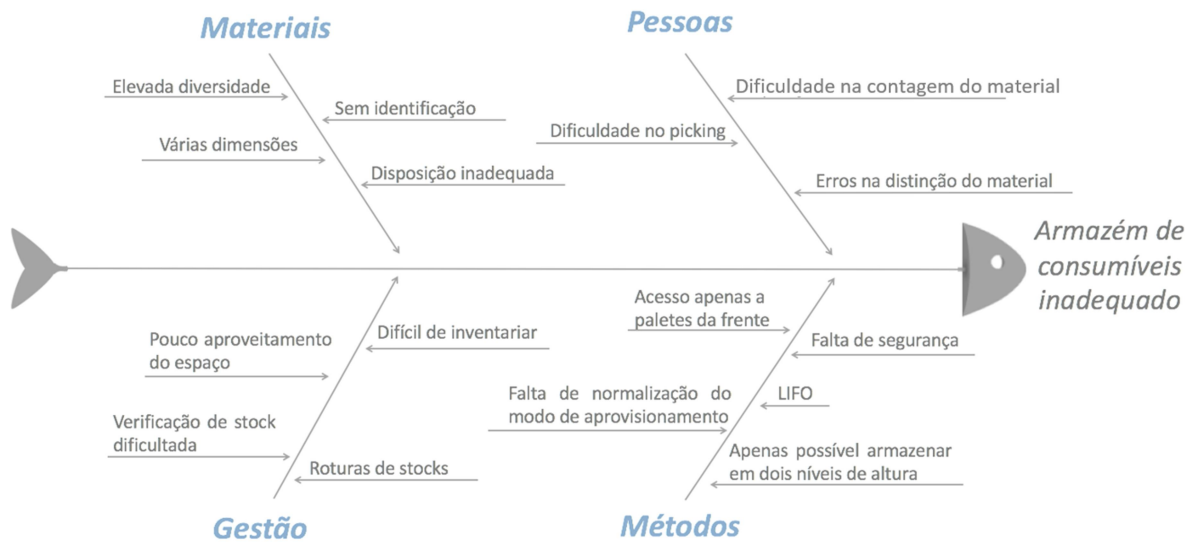 Materiais
Pessoas
Elevada diversidade
Sem identificação
Várias dimensões
Disposição inadequada
Dificuldade na contagem do material
Dificuldade no picking
Erros na distinção do material
Armazém de
consumíveis
inadequado
Pouco aproveitamento
do espaço
Difícil de inventariar
Verificação de stock
dificultada
Roturas de stocks
Acesso apenas a
paletes da frente
Falta de segurança
Falta de normalização do
modo de aprovisionamento
LIFO
Apenas possível armazenar
em dois níveis de altura
Gestão
Métodos